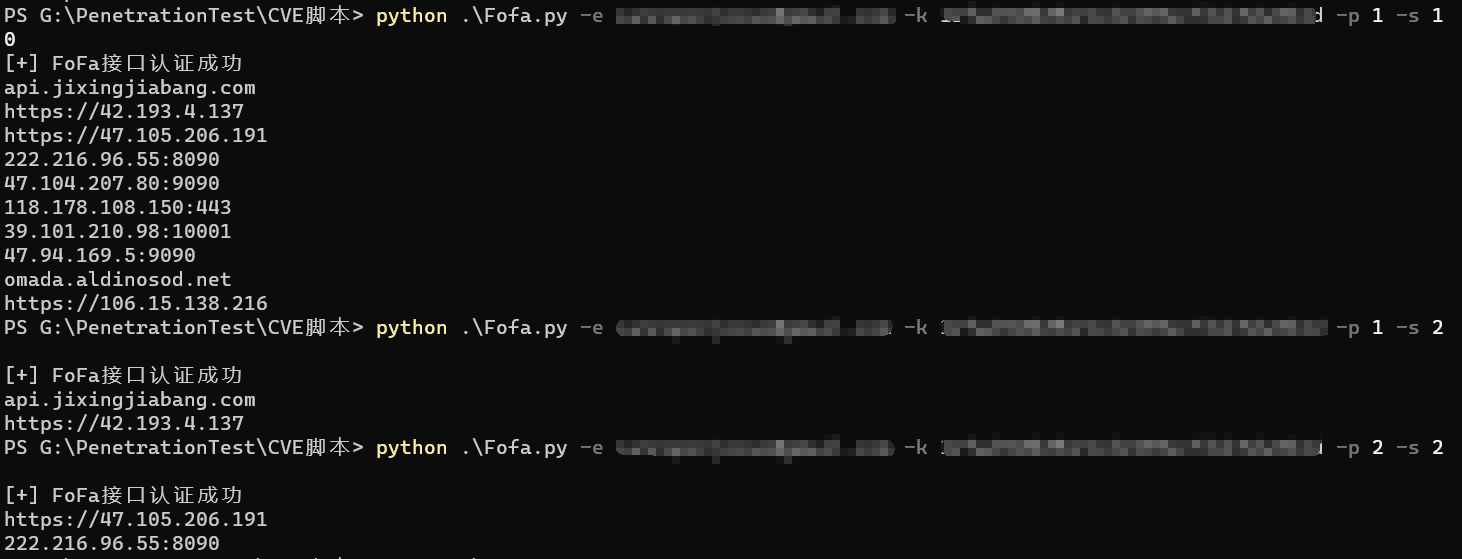 PS G:\PenetrationTest\CVE脚本> python .\Fofa.py -e -k d -p 1 -s 1
0
[+] FoFa接口认证成功
api.jixingjiabang.com
https://42.193.4.137
https://47.105.206.191
222.216.96.55:8090
47.104.207.80:9090
118.178.108.150:443
39.101.210.98:10001
47.94.169.5:9090
omada.aldinosod.net
https://106.15.138.216
PS G:\PenetrationTest\CVE脚本> python .\Fofa.py -e -k -p 1 -s 2
[+] FoFa接口认证成功
api.jixingjiabang.com
https://42.193.4.137
PS G:\PenetrationTest\CVE脚本> python .\Fofa.py -e -k -p 2 -s 2
[+] FoFa接口认证成功
https://47.105.206.191
222.216.96.55:8090